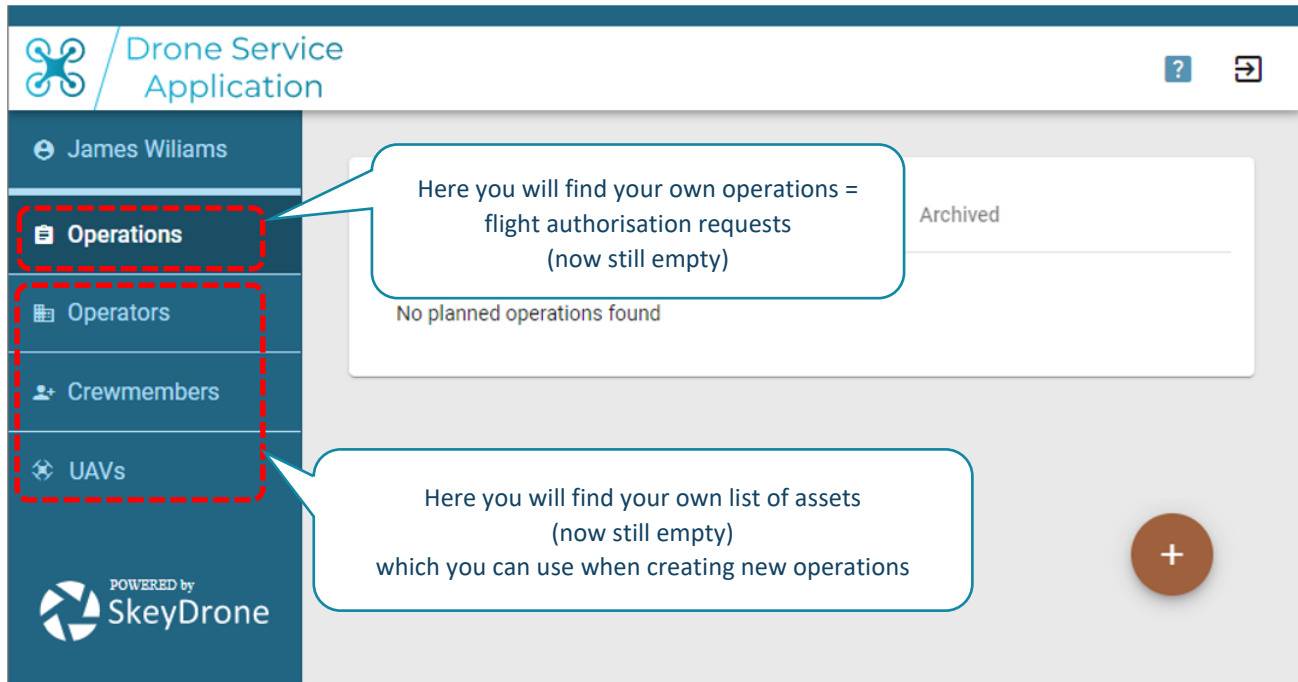 Drone Service
Application
?
James Wiliams
Here you will find your own operations =
flight authorisation requests
(now still empty)
Archived
Operations
Operators
No planned operations found
Crewmembers
UAVs
Here you will find your own list of assets
(now still empty)
which you can use when creating new operations
+
POWERED by
SkeyDrone